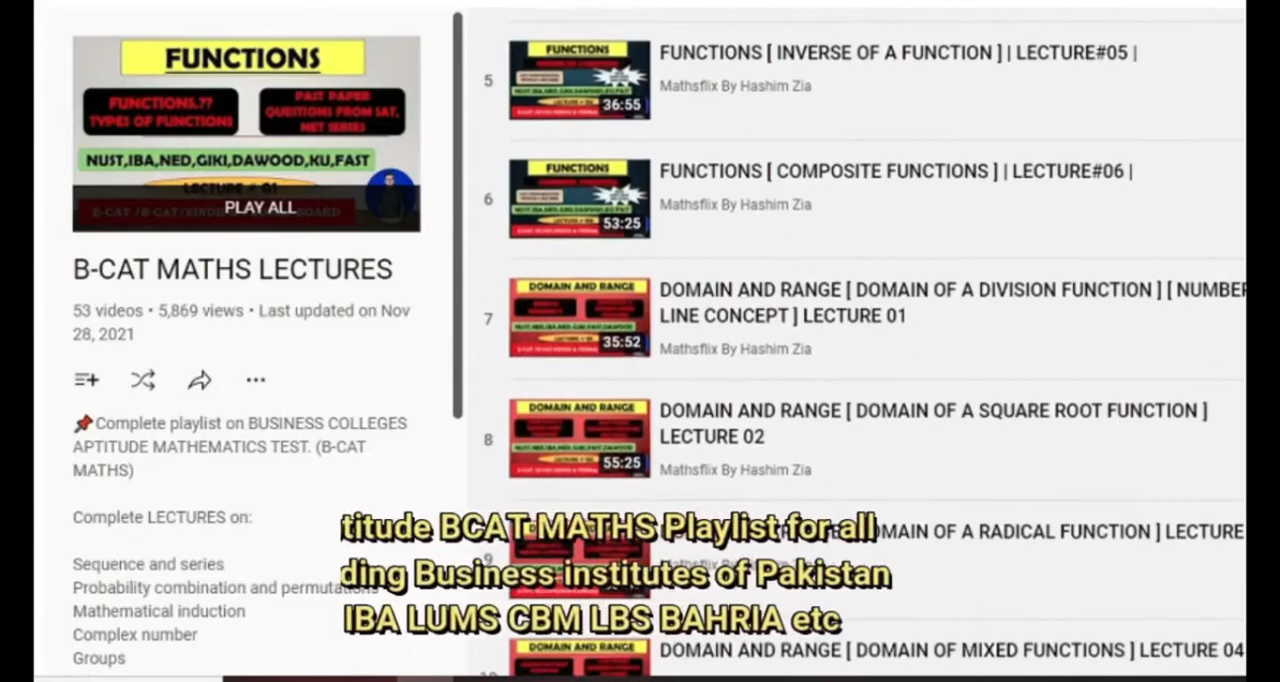 FUNCTIONS
FUNCTIONS.??
TYPES OF FUNCTIONS
PAST PAPER
QUESTIONS FROM SAT,
NET SERIES
NUST,IBA,NED,GIKI,DAWOOD,KU,FAST
LECTURE # 01
PLAY ALL
B-CAT MATHS LECTURES
53 videos • 5,869 views • Last updated on Nov
28, 2021
📌Complete playlist on BUSINESS COLLEGES
APTITUDE MATHEMATICS TEST. (B-CAT
MATHS)
Complete LECTURES on:
Sequence and series
Probability combination and permutations
Mathematical induction
Complex number
Groups
5
FUNCTIONS
36:55
FUNCTIONS [ INVERSE OF A FUNCTION ] | LECTURE#05 |
Mathsflix By Hashim Zia
6
FUNCTIONS
53:25
FUNCTIONS [ COMPOSITE FUNCTIONS ] | LECTURE#06 |
Mathsflix By Hashim Zia
7
DOMAIN AND RANGE
35:52
DOMAIN AND RANGE [ DOMAIN OF A DIVISION FUNCTION ] [ NUMBER
LINE CONCEPT ] LECTURE 01
Mathsflix By Hashim Zia
8
DOMAIN AND RANGE
55:25
DOMAIN AND RANGE [ DOMAIN OF A SQUARE ROOT FUNCTION ]
LECTURE 02
Mathsflix By Hashim Zia
9
DOMAIN OF A RADICAL FUNCTION ] LECTURE
DOMAIN AND RANGE
DOMAIN AND RANGE [ DOMAIN OF MIXED FUNCTIONS ] LECTURE 04
titude BCAT MATHS Playlist for all
ding Business institutes of Pakistan
IBA LUMS CBM LBS BAHRIA etc